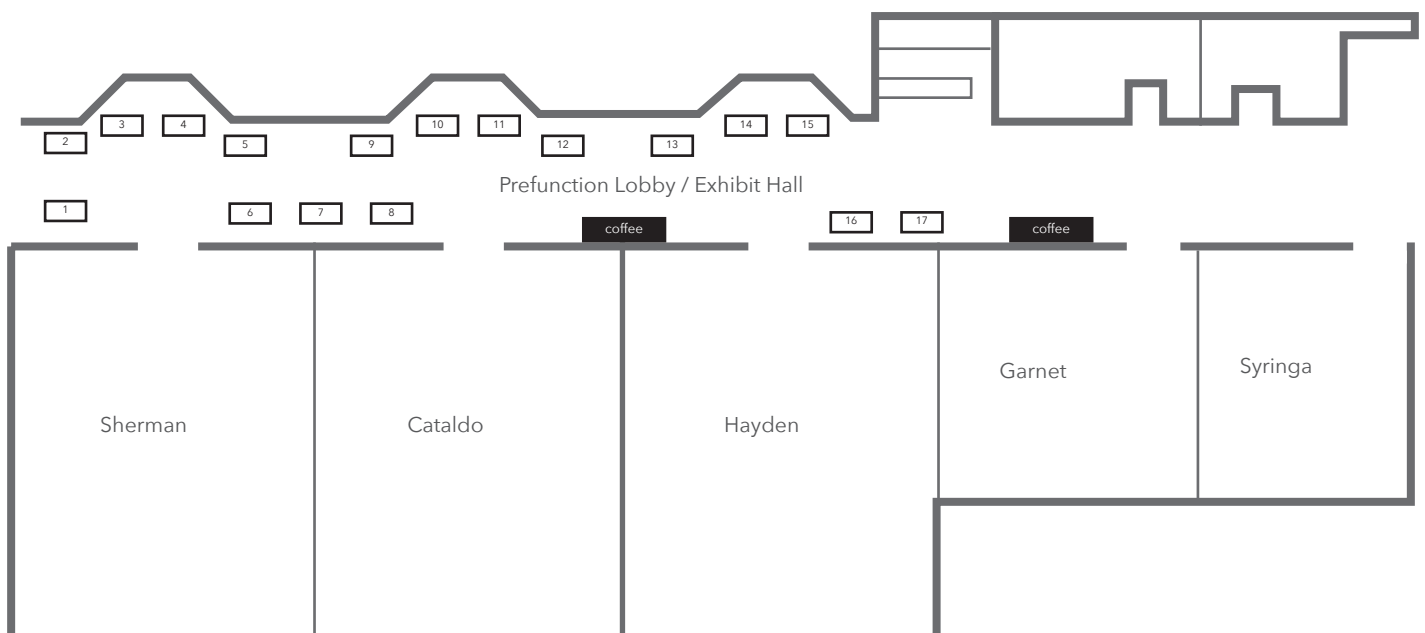 3
4
10
11
14
15
2
5
9
12
13
Prefunction Lobby / Exhibit Hall
1
6
7
8
16
17
coffee
coffee
Garnet
Syringa
Sherman
Cataldo
Hayden